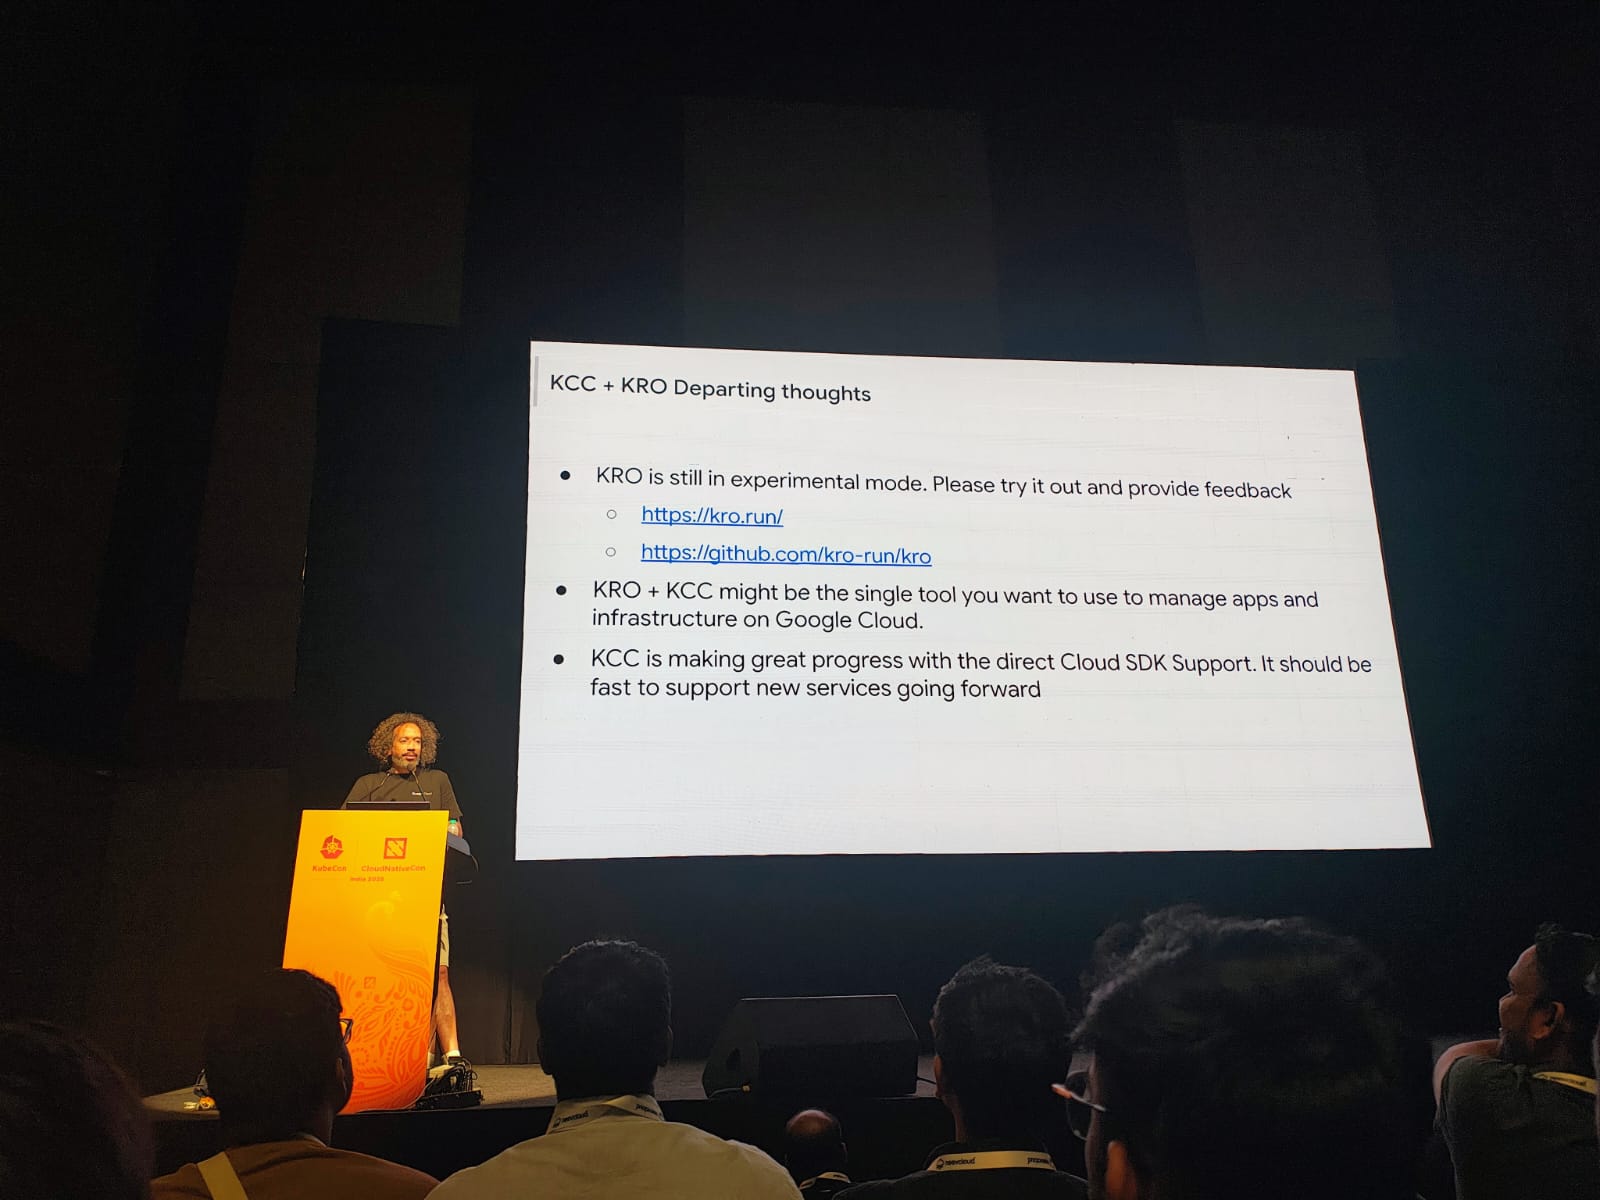 KCC + KRO Departing thoughts
● KRO is still in experimental mode. Please try it out and provide feedback
○ https://kro.run/
○ https://github.com/kro-run/kro
● KRO + KCC might be the single tool you want to use to manage apps and
infrastructure on Google Cloud.
● KCC is making great progress with the direct Cloud SDK Support. It should be
fast to support new services going forward
KubeCon CloudNativeCon
India 2025
neevcloud
neevcloud